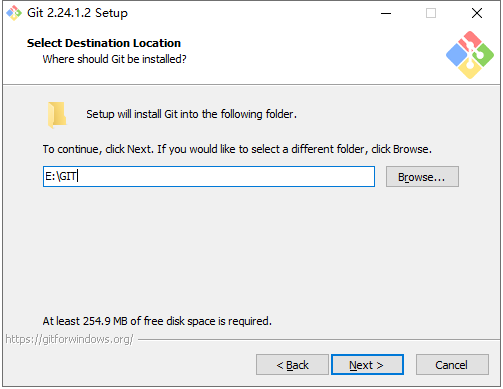 Git 2.24.1.2 Setup
Select Destination Location
Where should Git be installed?
Setup will install Git into the following folder.
To continue, click Next. If you would like to select a different folder, click Browse.
E:\GIT
Browse...
At least 254.9 MB of free disk space is required.
https://gitforwindows.org/
< Back
Next >
Cancel